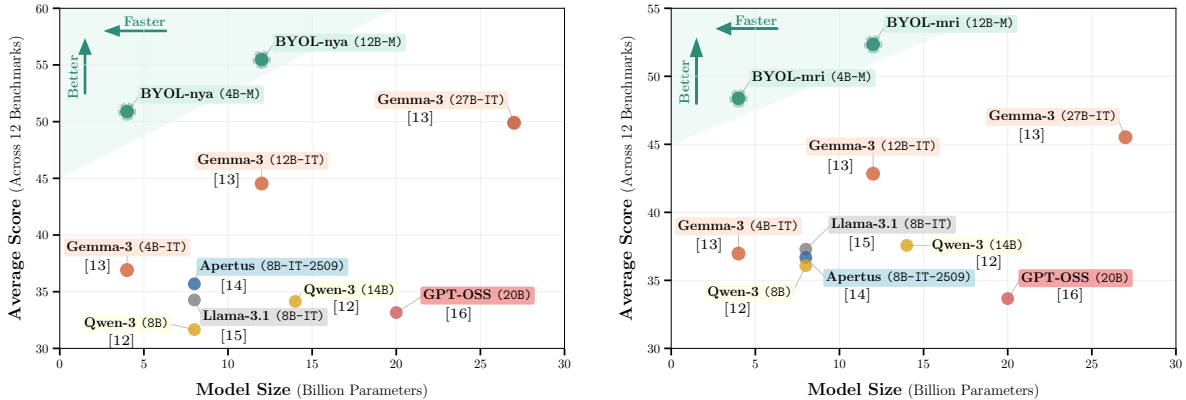 60
55
50
45
40
35
30
0
5
10
15
20
25
30
Average Score (Across 12 Benchmarks)
Model Size (Billion Parameters)
Faster
Better
BYOL-nya (12B-M)
BYOL-nya (4B-M)
Gemma-3 (27B-IT)
[13]
Gemma-3 (12B-IT)
[13]
Gemma-3 (4B-IT)
[13]
Apertus (8B-IT-2509)
[14]
Qwen-3 (14B)
[12]
GPT-OSS (20B)
[16]
Llama-3.1 (8B-IT)
[15]
Qwen-3 (8B)
[12]
55
50
45
40
35
30
0
5
10
15
20
25
30
Average Score (Across 12 Benchmarks)
Model Size (Billion Parameters)
Faster
Better
BYOL-mri (12B-M)
BYOL-mri (4B-M)
Gemma-3 (27B-IT)
[13]
Gemma-3 (12B-IT)
[13]
Gemma-3 (4B-IT)
[13]
Llama-3.1 (8B-IT)
[15]
Qwen-3 (14B)
[12]
Apertus (8B-IT-2509)
[14]
Qwen-3 (8B)
[12]
GPT-OSS (20B)
[16]